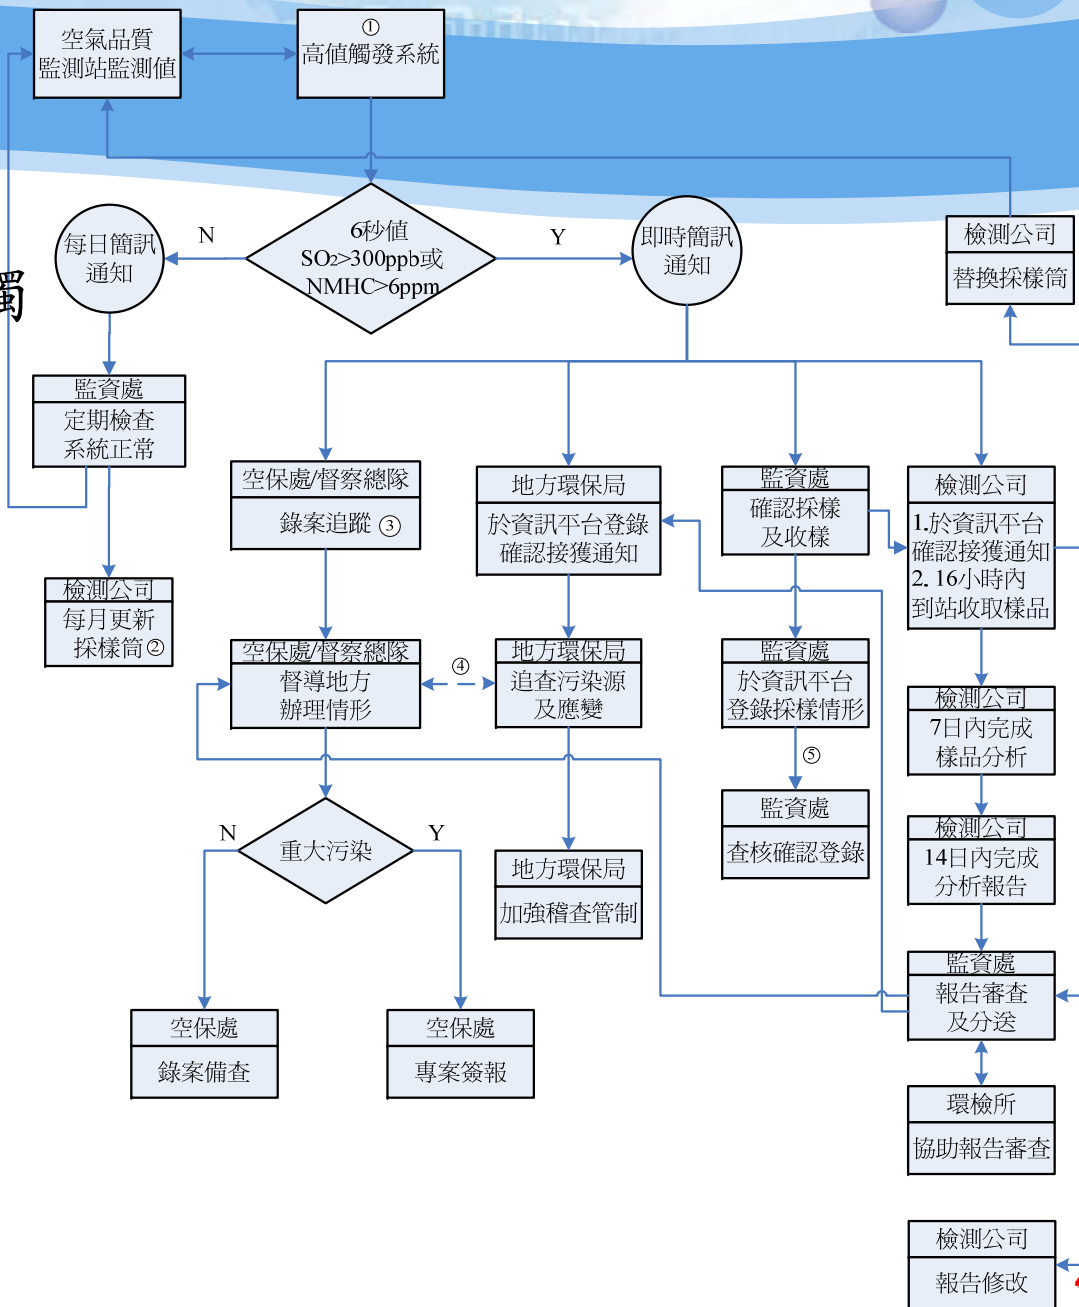 空氣品質
監測站監測值
①
高值觸發系統
6秒值
SO₂>300ppb或
NMHC>6ppm
N
Y
每日簡訊
通知
即時簡訊
通知
檢測公司
替換採樣筒
觸
監資處
定期檢查
系統正常
檢測公司
每月更新
採樣筒②
空保處/督察總隊
錄案追蹤③
地方環保局
於資訊平台登錄
確認接獲通知
監資處
確認採樣
及收樣
檢測公司
1.於資訊平台
確認接獲通知
2.16小時內
到站收取樣品
空保處/督察總隊
督導地方
辦理情形
④
地方環保局
追查污染源
及應變
監資處
於資訊平台
登錄採樣情形
⑤
檢測公司
7日內完成
樣品分析
監資處
查核確認登錄
檢測公司
14日內完成
分析報告
N
重大污染
Y
地方環保局
加強稽查管制
監資處
報告審查
及分送
空保處
錄案備查
空保處
專案簽報
環檢所
協助報告審查
檢測公司
報告修改